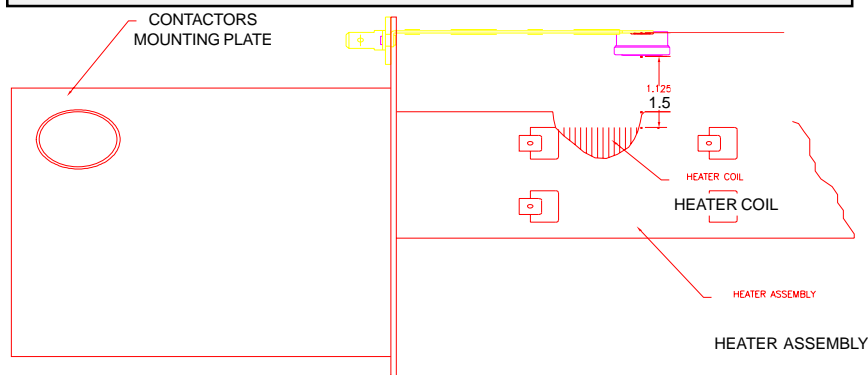 CONTACTORS
MOUNTING PLATE
1.125
1.5
HEATER COIL
HEATER COIL
HEATER ASSEMBLY
HEATER ASSEMBLY